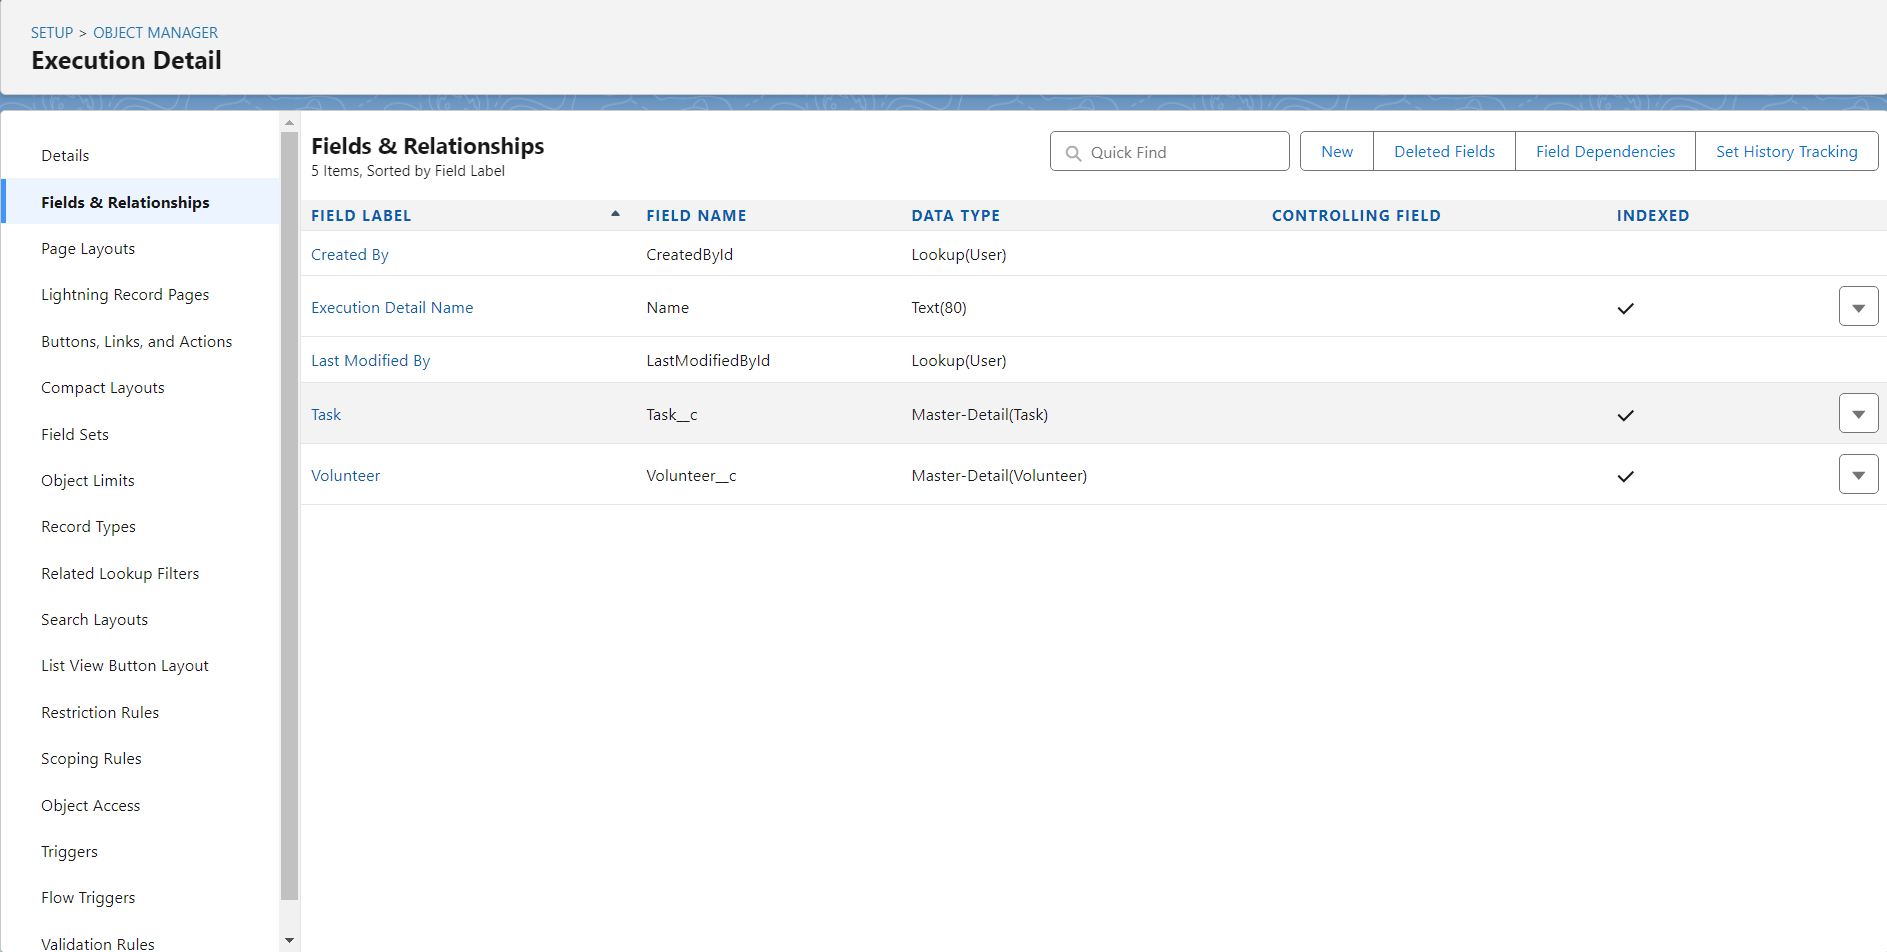 SETUP > OBJECT MANAGER
Execution Detail
Details
Fields & Relationships
Page Layouts
Lightning Record Pages
Buttons, Links, and Actions
Compact Layouts
Field Sets
Object Limits
Record Types
Related Lookup Filters
Search Layouts
List View Button Layout
Restriction Rules
Scoping Rules
Object Access
Triggers
Flow Triggers
Validation Rules
Fields & Relationships
5 Items, Sorted by Field Label
Quick Find
New
Deleted Fields
Field Dependencies
Set History Tracking
FIELD LABEL FIELD NAME DATA TYPE CONTROLLING FIELD INDEXED
Created By CreatedById Lookup(User)
Execution Detail Name Name Text(80)
Last Modified By LastModifiedById Lookup(User)
Task Task__c Master-Detail(Task)
Volunteer Volunteer__c Master-Detail(Volunteer)